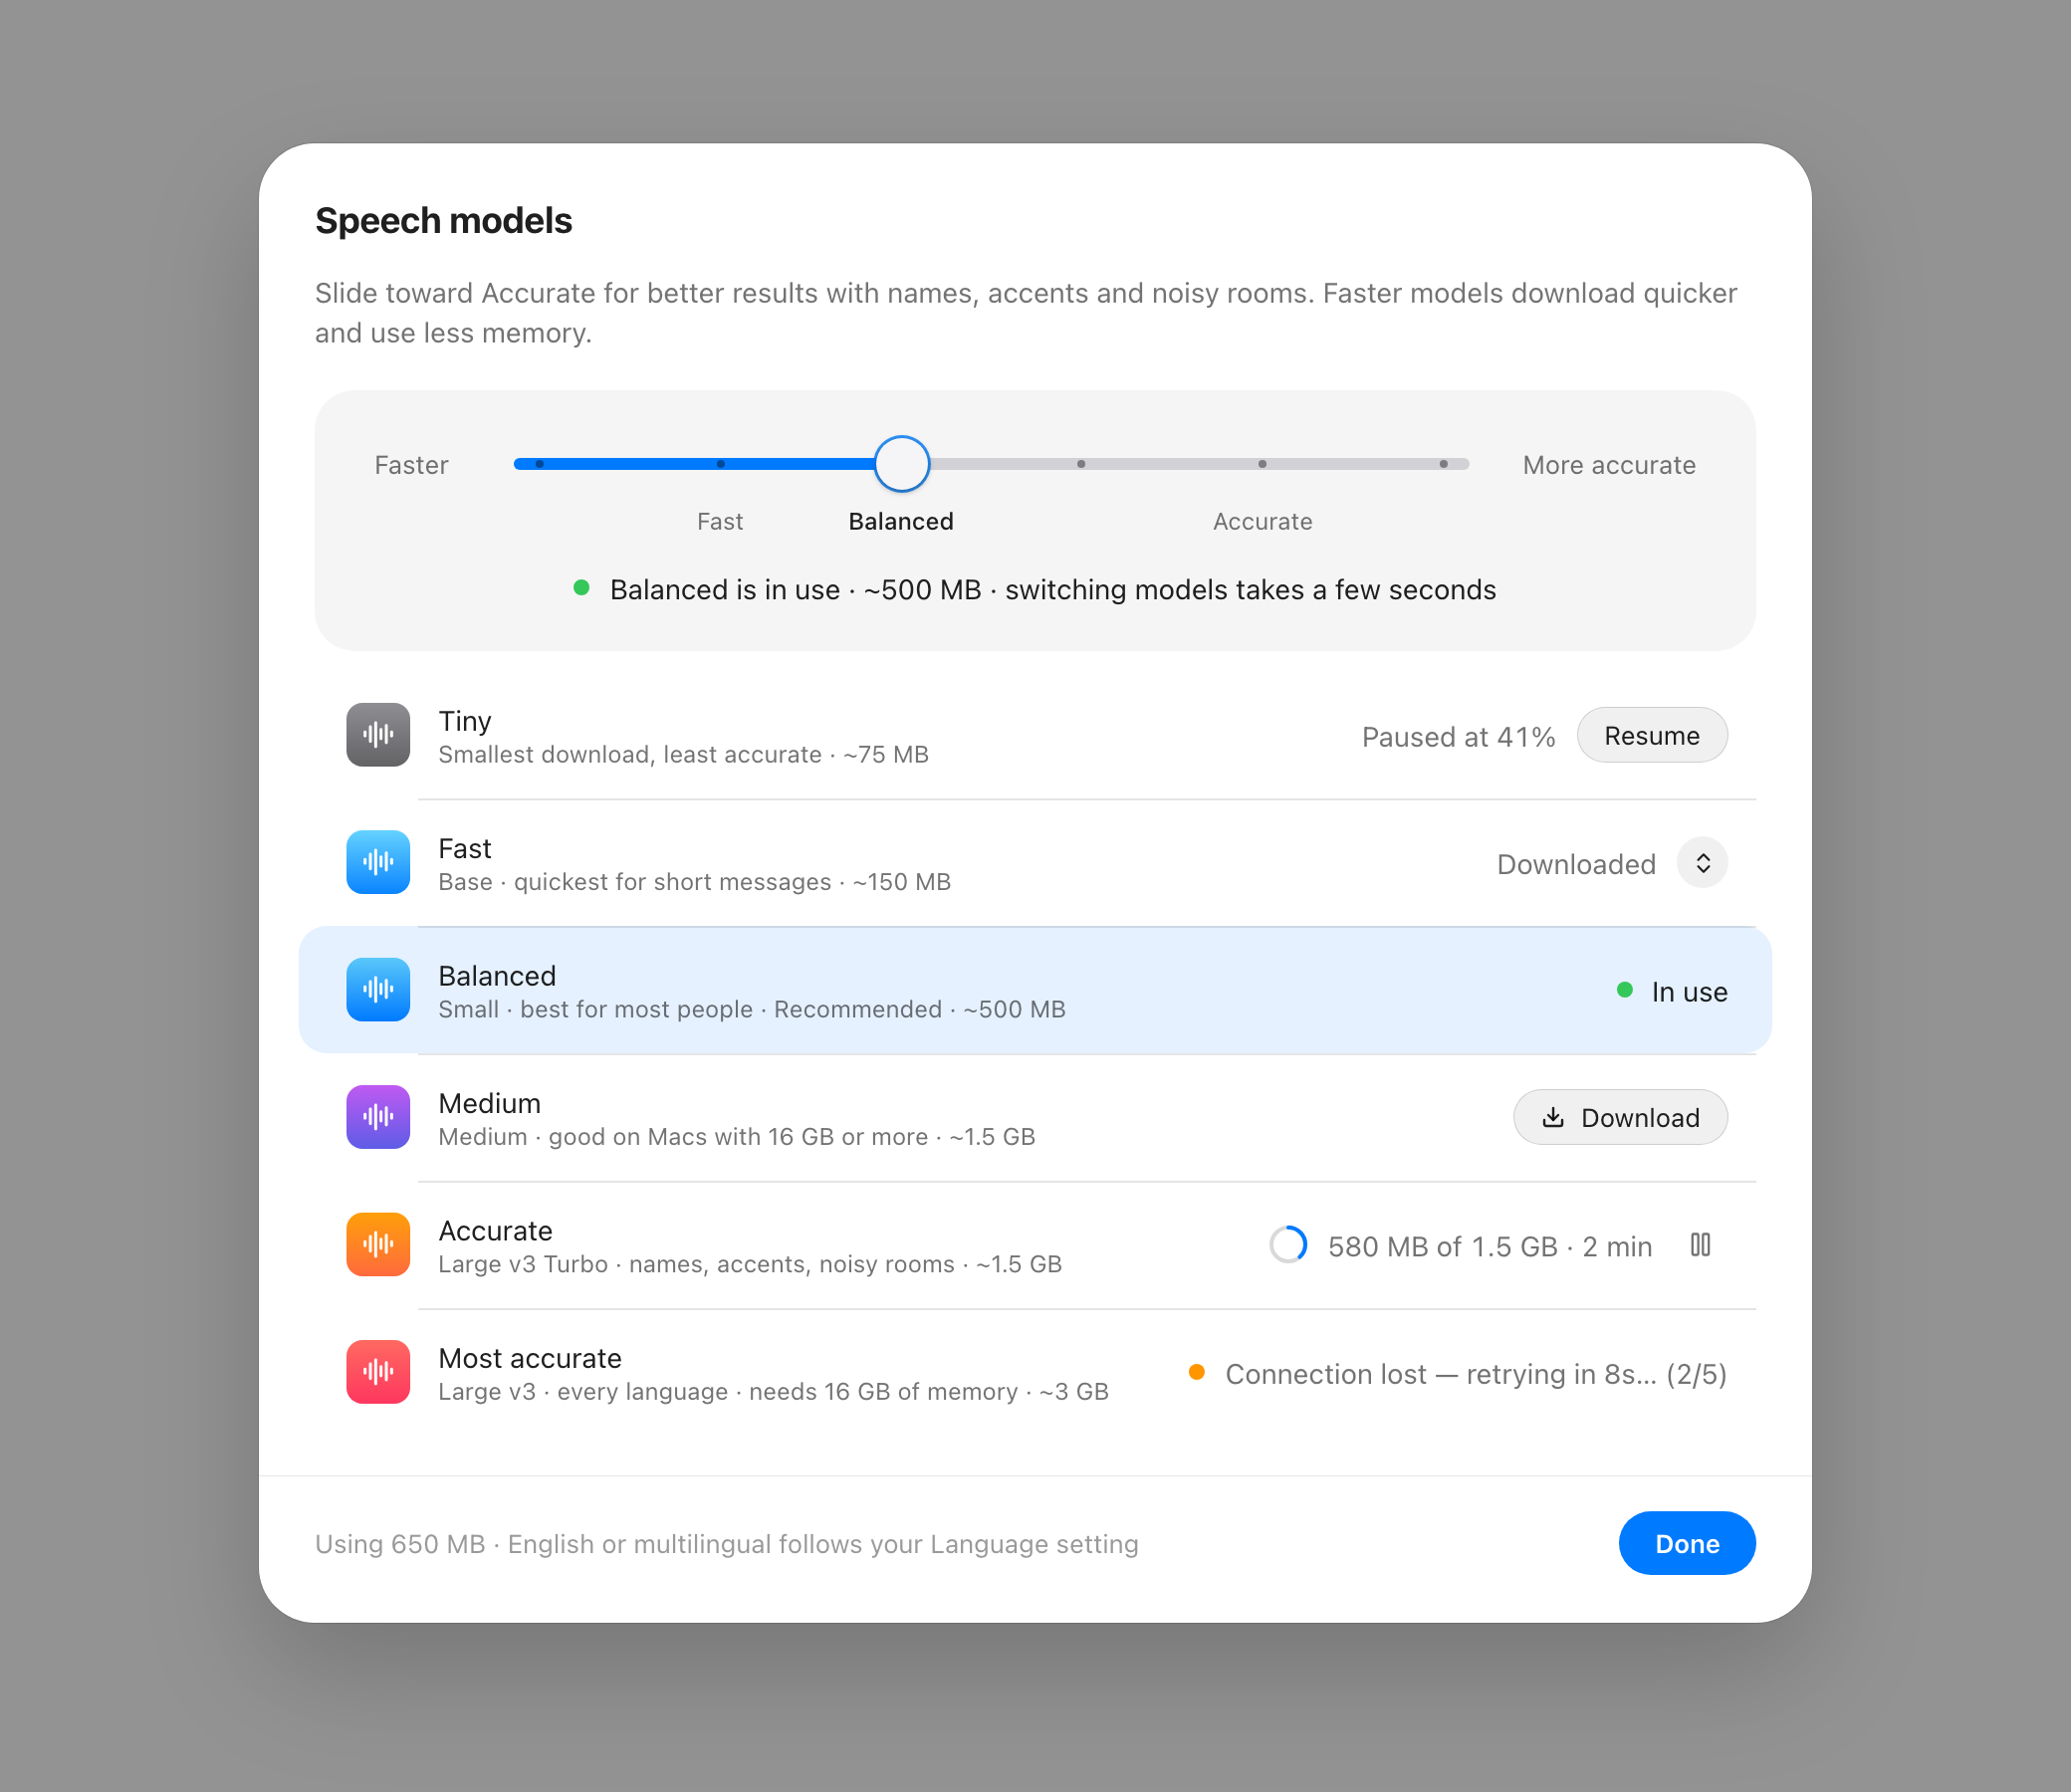 Speech models
Slide toward Accurate for better results with names, accents and noisy rooms. Faster models download quicker
and use less memory.
Faster
More accurate
Fast
Balanced
Accurate
Balanced is in use · ~500 MB · switching models takes a few seconds
Tiny
Smallest download, least accurate · ~75 MB
Paused at 41%
Resume
Fast
Base · quickest for short messages · ~150 MB
Downloaded
Balanced
Small · best for most people · Recommended · ~500 MB
In use
Medium
Medium · good on Macs with 16 GB or more · ~1.5 GB
Download
Accurate
Large v3 Turbo · names, accents, noisy rooms · ~1.5 GB
580 MB of 1.5 GB · 2 min
Most accurate
Large v3 · every language · needs 16 GB of memory · ~3 GB
Connection lost — retrying in 8s... (2/5)
Using 650 MB · English or multilingual follows your Language setting
Done